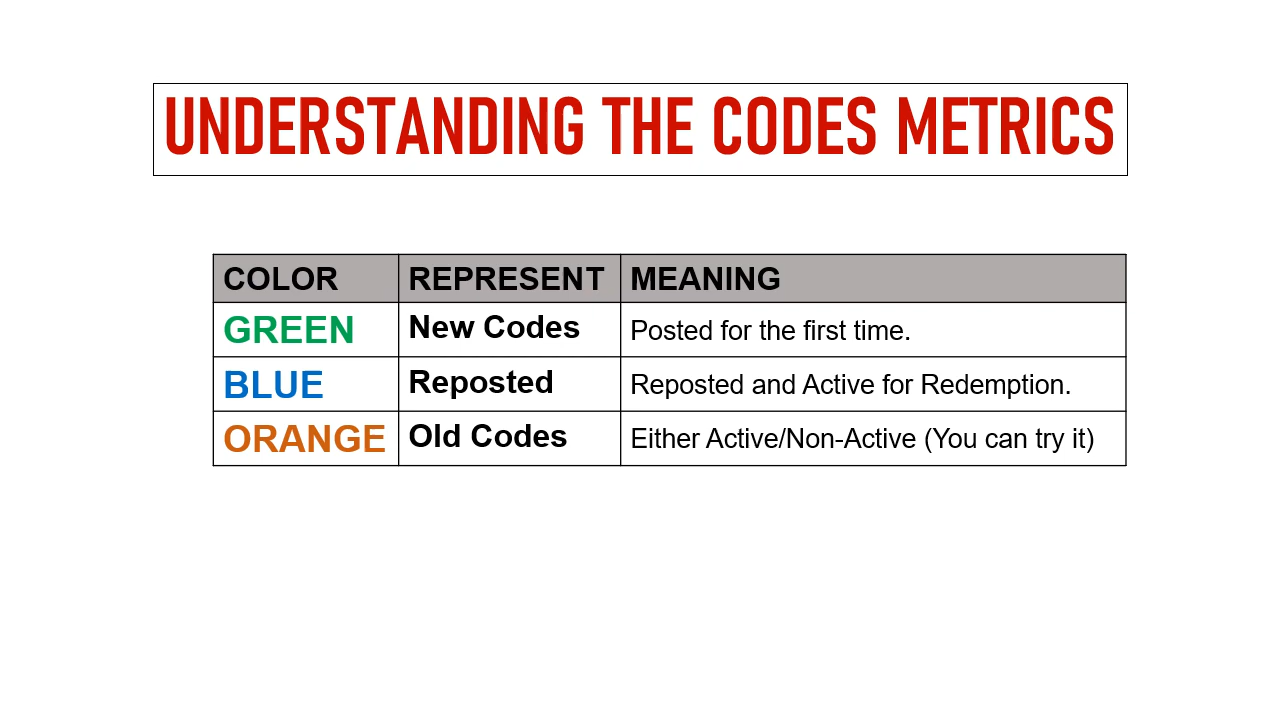 UNDERSTANDING THE CODES METRICS
COLOR REPRESENT MEANING
GREEN New Codes Posted for the first time.
BLUE Reposted Reposted and Active for Redemption.
ORANGE Old Codes Either Active/Non-Active (You can try it)